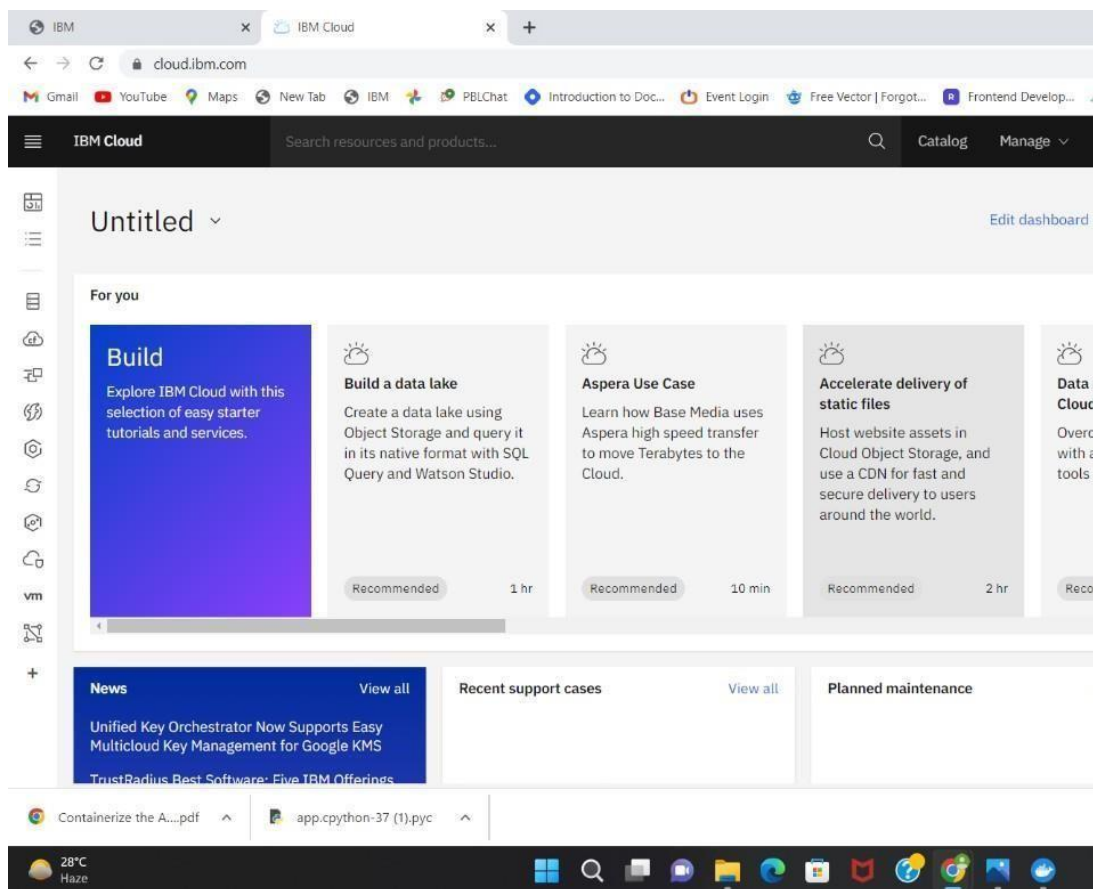 IBM
IBM Cloud
cloud.ibm.com
Gmail YouTube Maps New Tab IBM PBLChat Introduction to Doc... Event Login Free Vector | Forgot... Frontend Develop...
IBM Cloud
Search resources and products...
Catalog
Manage
Untitled
Edit dashboard
For you
Build
Explore IBM Cloud with this
selection of easy starter
tutorials and services.
Build a data lake
Create a data lake using
Object Storage and query it
in its native format with SQL
Query and Watson Studio.
Recommended 1 hr
Aspera Use Case
Learn how Base Media uses
Aspera high speed transfer
to move Terabytes to the
Cloud.
Recommended 10 min
Accelerate delivery of
static files
Host website assets in
Cloud Object Storage, and
use a CDN for fast and
secure delivery to users
around the world.
Recommended 2 hr
Data
Cloud
with a
tools
vm
News View all
Unified Key Orchestrator Now Supports Easy
Multicloud Key Management for Google KMS
TrustRadius Best Software: Five IBM Offerings
Recent support cases View all
Planned maintenance
Containerize the A....pdf
app.cpython-37 (1).pyc
28°C
Haze